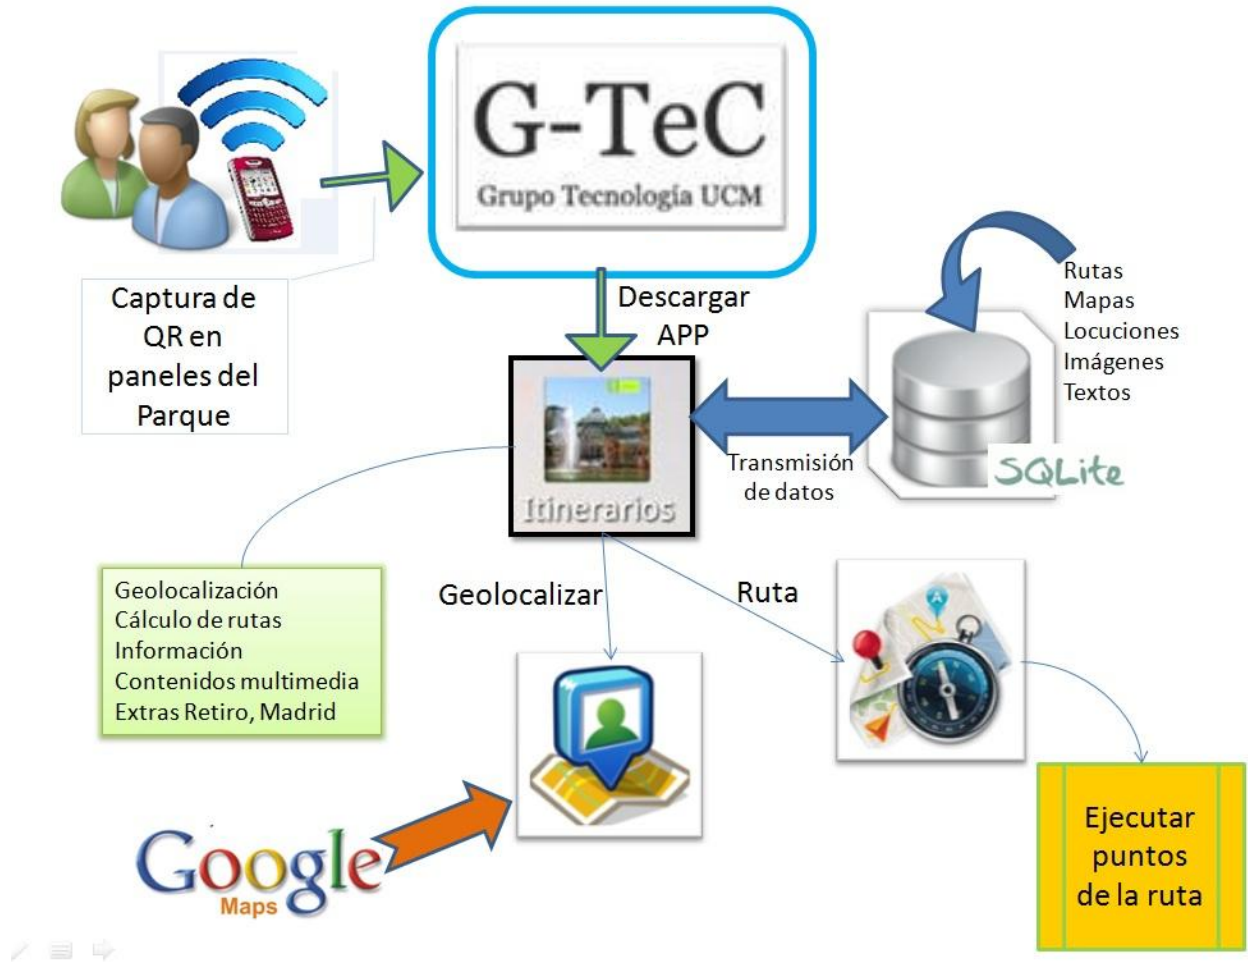 G-TeC
Grupo Tecnología UCM
Captura de
QR en
paneles del
Parque
Descargar
APP
Rutas
Mapas
Locuciones
Imágenes
Textos
SQLite
Transmisión
de datos
Itinerarios
Geolocalización
Cálculo de rutas
Información
Contenidos multimedia
Extras Retiro, Madrid
Geolocalizar
Ruta
A
Google
Maps
Ejecutar
puntos
de la ruta